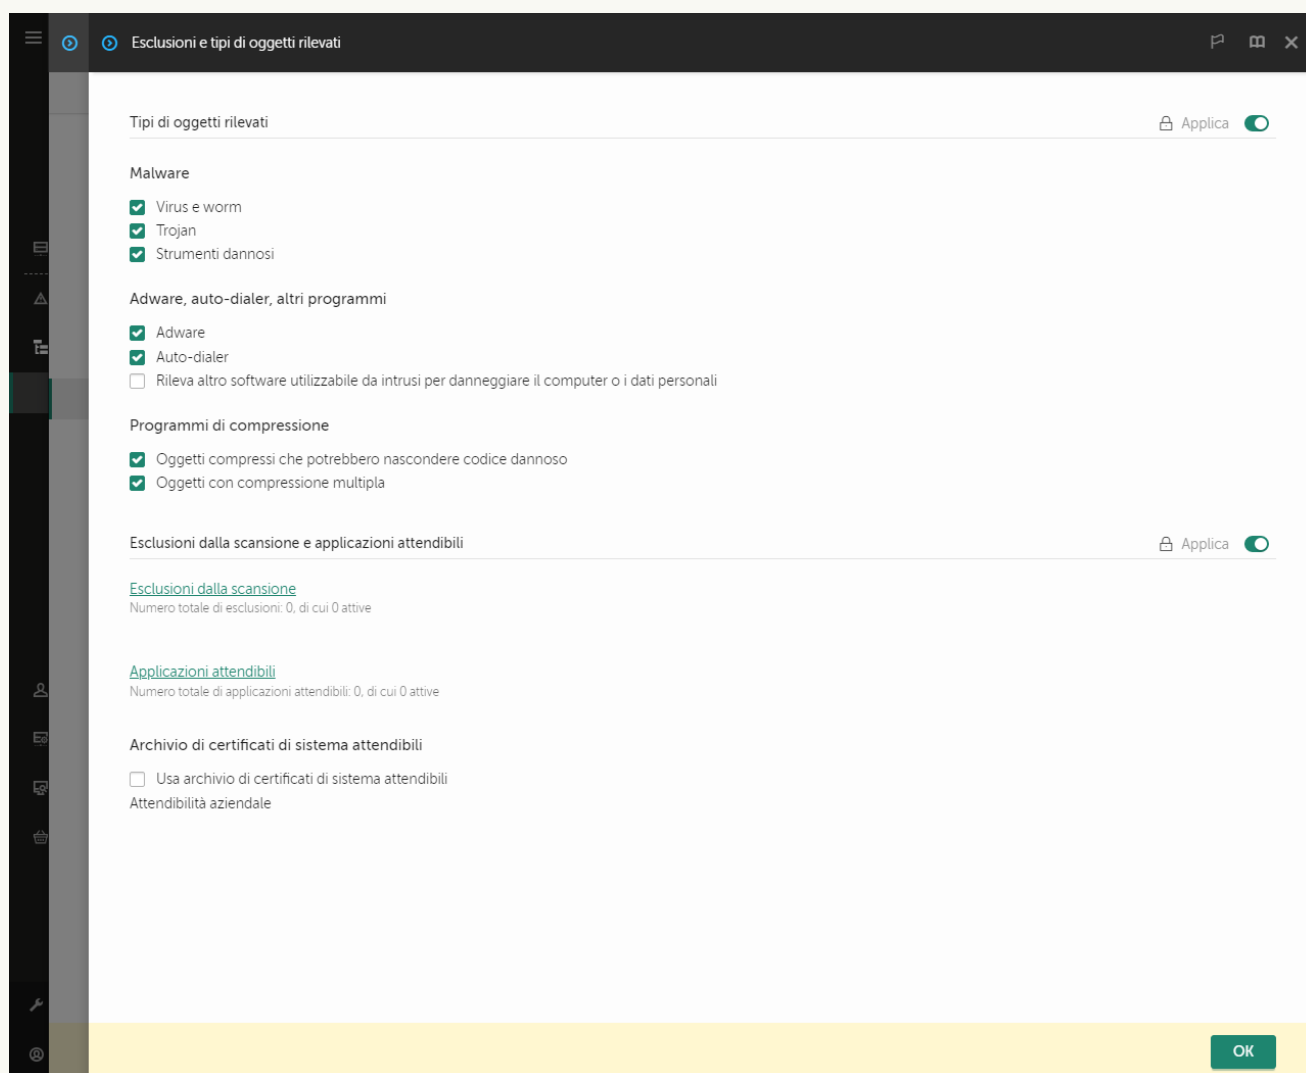 Esclusioni e tipi di oggetti rilevati
Tipi di oggetti rilevati
Applica
Malware
Virus e worm
Trojan
Strumenti dannosi
Adware, auto-dialer, altri programmi
Adware
Auto-dialer
Rileva altro software utilizzabile da intrusi per danneggiare il computer o i dati personali
Programmi di compressione
Oggetti compressi che potrebbero nascondere codice dannoso
Oggetti con compressione multipla
Esclusioni dalla scansione e applicazioni attendibili
Applica
Esclusioni dalla scansione
Numero totale di esclusioni: 0, di cui 0 attive
Applicazioni attendibili
Numero totale di applicazioni attendibili: 0, di cui 0 attive
Archivio di certificati di sistema attendibili
Usa archivio di certificati di sistema attendibili
Attendibilità aziendale
OK